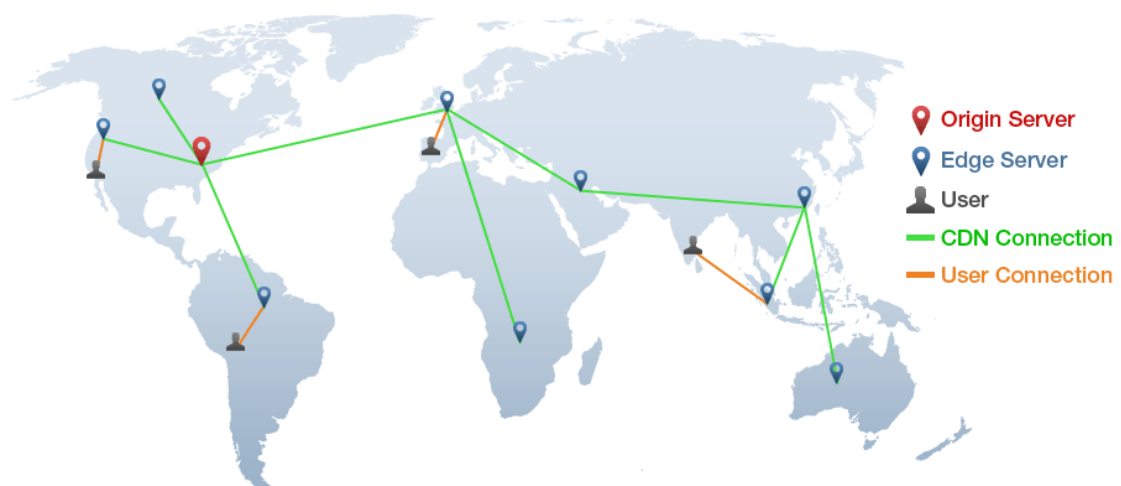 Origin Server
Edge Server
User
CDN Connection
User Connection